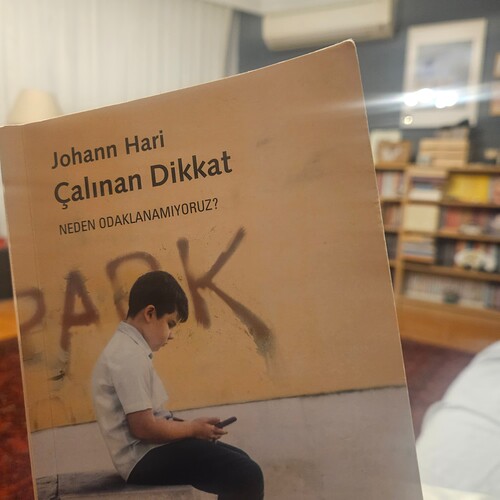 Johann Hari
Çalınan Dikkat
NEDEN ODAKLANAMIYORUZ?
PARK